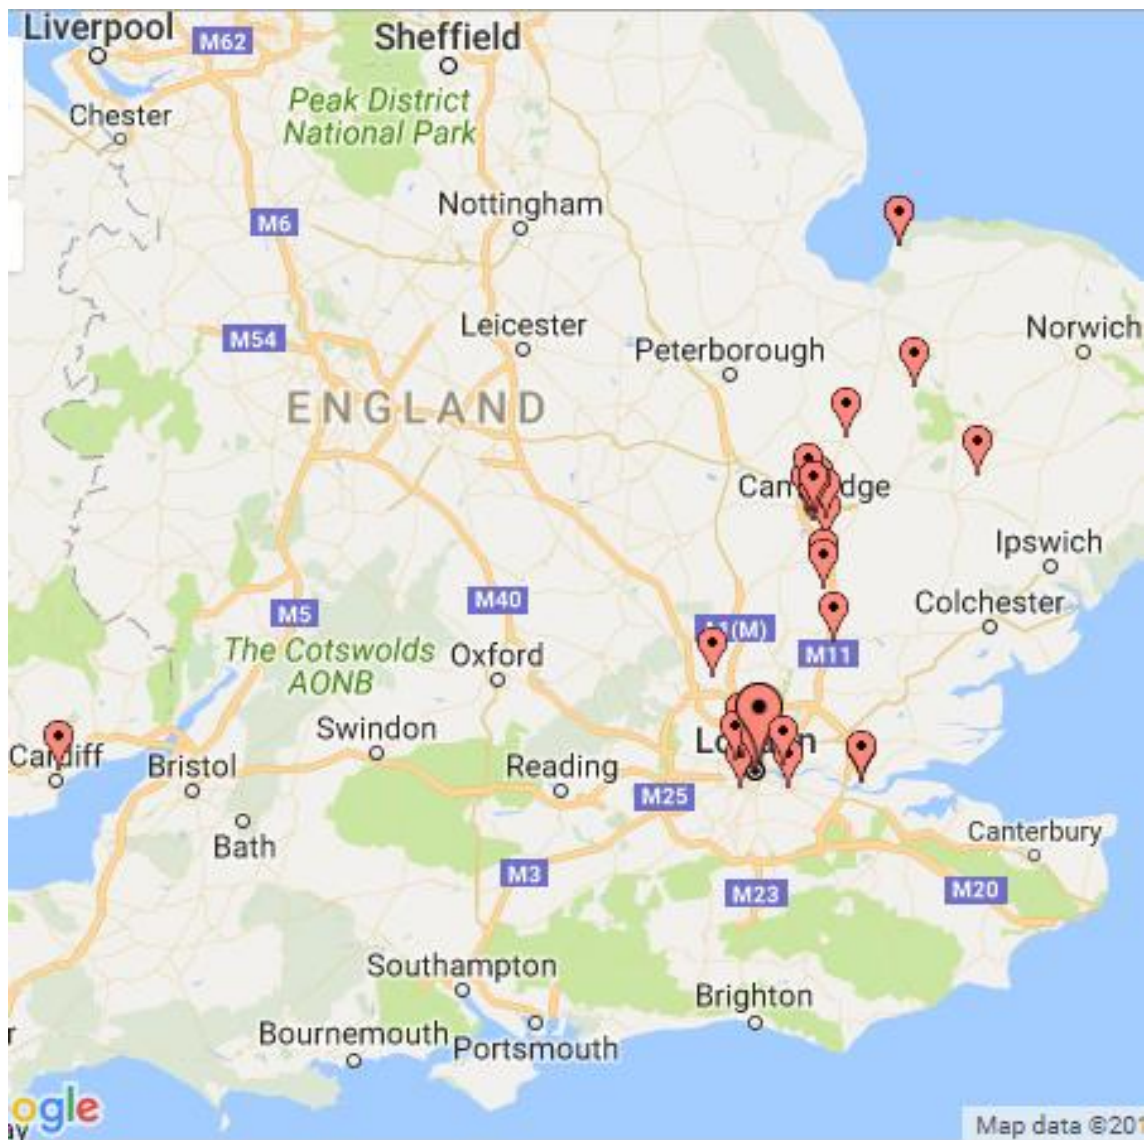 Liverpool
M62
Sheffield
Peak District
National Park
Chester
Nottingham
M6
M54
Leicester
Peterborough
Norwich
ENGLAND
Ipswich
M5
M40
Colchester
The Cotswolds
AONB
Oxford
M11
Swindon
Cardiff
Bristol
Reading
M25
Bath
Canterbury
M3
M23
M20
Southampton
Brighton
Bournemouth
Portsmouth
ogle
Map data ©201